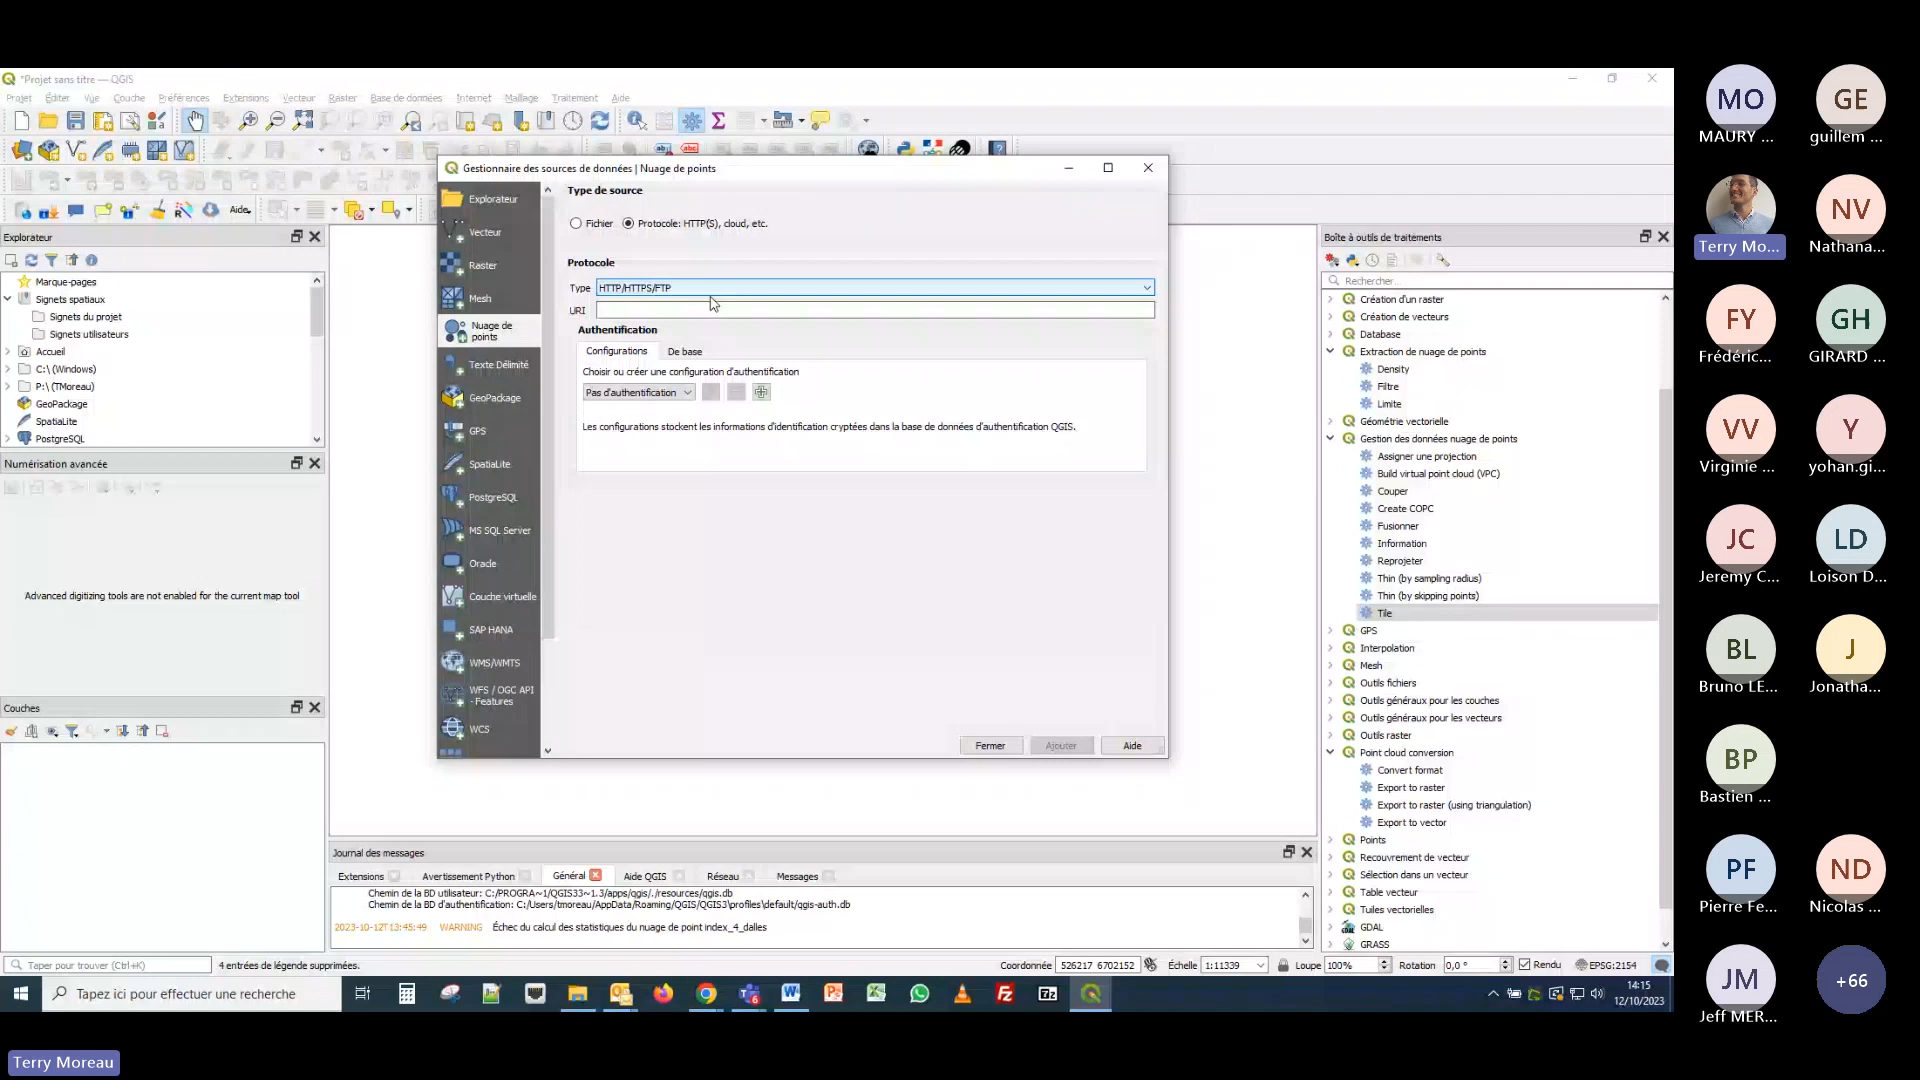 *Projet sans titre — QGIS
Projet Éditer Vue Couche Préférences Extensions Vecteur Raster Base de données Internet Maillage Traitement Aide
abc
Aide
Explorateur
Marque-pages
Signets spatiaux
Signets du projet
Signets utilisateurs
Accueil
C:\ (Windows)
P:\ (TMoreau)
GeoPackage
SpatiaLite
PostgreSQL
Numérisation avancée
Advanced digitizing tools are not enabled for the current map tool
Couches
Gestionnaire des sources de données | Nuage de points
Explorateur
Vecteur
Raster
Mesh
Nuage de points
Texte Délimité
GeoPackage
GPS
SpatiaLite
PostgreSQL
MS SQL Server
Oracle
Couche virtuelle
SAP HANA
WMS/WMTS
WFS / OGC API - Features
WCS
Type de source
Fichier Protocole: HTTP(S), cloud, etc.
Protocole
Type HTTP/HTTPS/FTP
URI
Authentification
Configurations De base
Choisir ou créer une configuration d'authentification
Pas d'authentification
Les configurations stockent les informations d'identification cryptées dans la base de données d'authentification QGIS.
Fermer Ajouter Aide
Boîte à outils de traitements
Rechercher...
Création d'un raster
Création de vecteurs
Database
Extraction de nuage de points
Density
Filtre
Limite
Géométrie vectorielle
Gestion des données nuage de points
Assigner une projection
Build virtual point cloud (VPC)
Couper
Create COPC
Fusionner
Information
Reprojeter
Thin (by sampling radius)
Thin (by skipping points)
Tile
GPS
Interpolation
Mesh
Outils fichiers
Outils généraux pour les couches
Outils généraux pour les vecteurs
Outils raster
Point cloud conversion
Convert format
Export to raster
Export to raster (using triangulation)
Export to vector
Points
Recouvrement de vecteur
Sélection dans un vecteur
Table vecteur
Tuiles vectorielles
GDAL
GRASS
Journal des messages
Extensions Avertissement Python Général Aide QGIS Réseau Messages
Chemin de la BD utilisateur: C:/PROGRA~1/QGIS33~1.3/apps/qgis/./resources/qgis.db
Chemin de la BD d'authentification: C:/Users/tmoreau/AppData/Roaming/QGIS/QGIS3\profiles\default/qgis-auth.db
2023-10-12T13:45:49 WARNING Échec du calcul des statistiques du nuage de point index_4_dalles
Taper pour trouver (Ctrl+K) 4 entrées de légende supprimées. Coordonnée 526217 6702152 Échelle 1:11339 Loupe 100% Rotation 0,0 ° Rendu EPSG:2154
Tapez ici pour effectuer une recherche
14:15
12/10/2023
MO GE
MAURY ... guillem ...
NV
Terry Mo... Nathana...
FY GH
Frédéric... GIRARD ...
VV Y
Virginie ... yohan.gi...
JC LD
Jeremy C... Loison D...
BL J
Bruno LE... Jonatha...
BP
Bastien ...
PF ND
Pierre Fe... Nicolas ...
JM +66
Jeff MER...
Terry Moreau